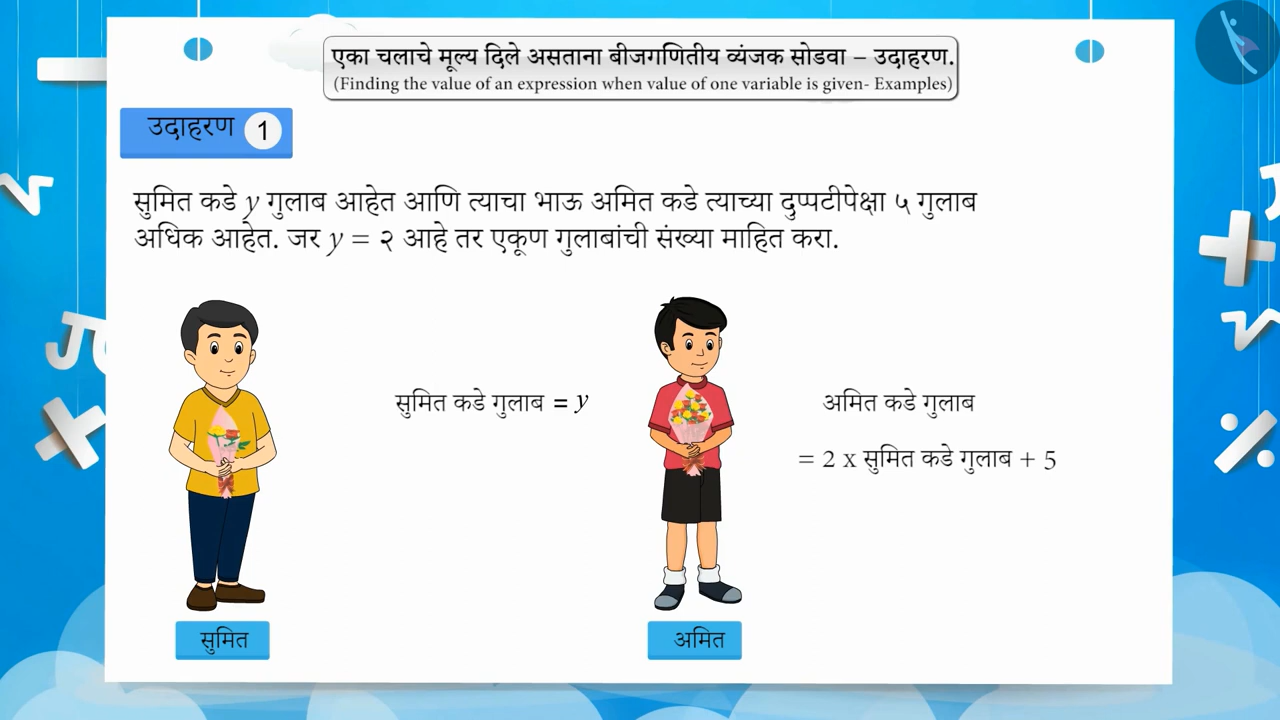 एका चलाचे मूल्य दिले असताना बीजगणितीय व्यंजक सोडवा – उदाहरण.
(Finding the value of an expression when value of one variable is given- Examples)
उदाहरण 1
सुमित कडे y गुलाब आहेत आणि त्याचा भाऊ अमित कडे त्याच्या दुप्पटीपेक्षा ५ गुलाब
अधिक आहेत. जर y = २ आहे तर एकूण गुलाबांची संख्या माहित करा.
सुमित कडे गुलाब = y
अमित कडे गुलाब
= 2 x सुमित कडे गुलाब + 5
सुमित
अमित